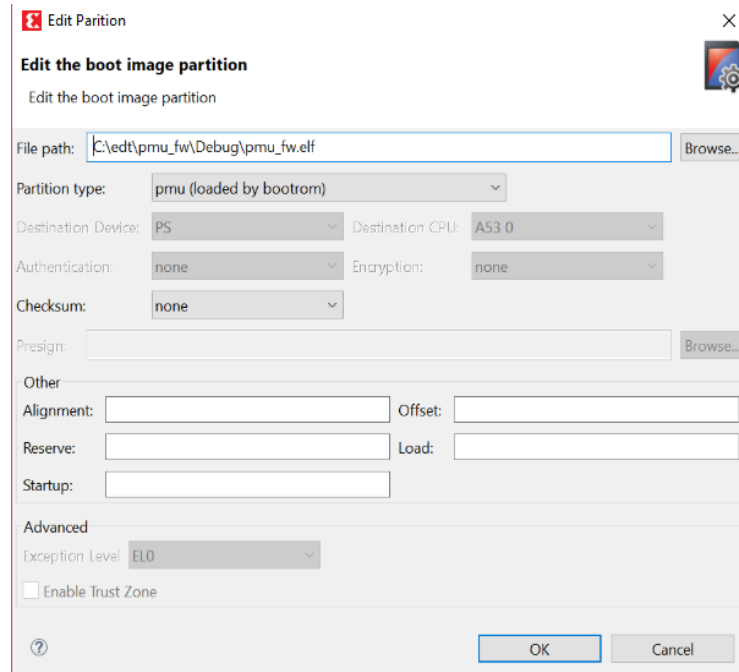 Edit Parition
Edit the boot image partition
Edit the boot image partition
File path: C:\edt\pmu_fw\Debug\pmu_fw.elf Browse...
Partition type: pmu (loaded by bootrom)
Destination Device: PS Destination CPU: A53 0
Authentication: none Encryption: none
Checksum: none
Presign: Browse...
Other
Alignment: Offset:
Reserve: Load:
Startup:
Advanced
Exception Level EL0
Enable Trust Zone
? OK Cancel